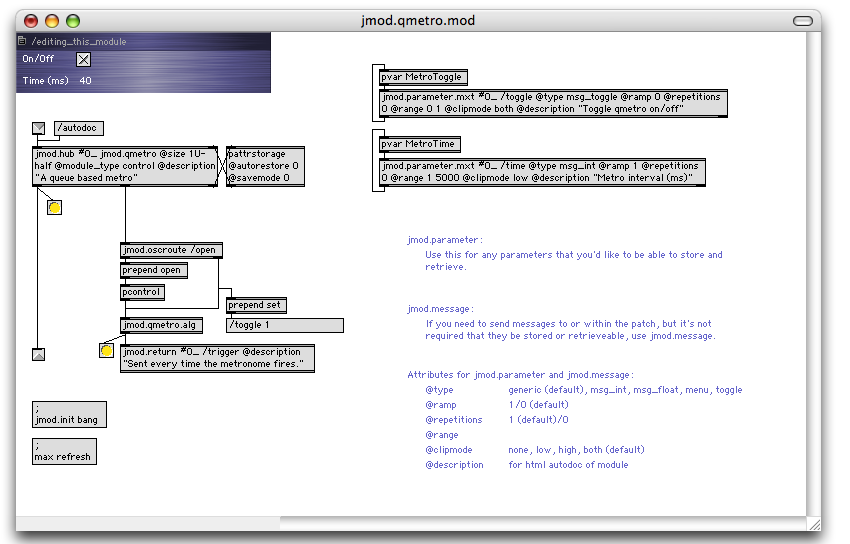 jmod.qmetro.mod
/editing_this_module
On/Off
Time (ms) 40
/autodoc
jmod.hub #0_ jmod.qmetro @size 1U-
half @module_type control @description
"A queue based metro"
pattrstorage
@autorestore 0
@savemode 0
jmod.oscroute /open
prepend open
pcontrol
prepend set
jmod.qmetro.alg
/toggle 1
jmod.return #0_ /trigger @description
"Sent every time the metronome fires."
;
jmod.init bang
;
max refresh
pvar MetroToggle
jmod.parameter.mxt #0_ /toggle @type msg_toggle @ramp 0 @repetitions
0 @range 0 1 @clipmode both @description "Toggle qmetro on/off"
pvar MetroTime
jmod.parameter.mxt #0_ /time @type msg_int @ramp 1 @repetitions
0 @range 1 5000 @clipmode low @description "Metro interval (ms)"
jmod.parameter:
Use this for any parameters that you'd like to be able to store and
retrieve.
jmod.message:
If you need to send messages to or within the patch, but it's not
required that they be stored or retrieveable, use jmod.message.
Attributes for jmod.parameter and jmod.message:
@type generic (default), msg_int, msg_float, menu, toggle
@ramp 1/0 (default)
@repetitions 1 (default)/0
@range
@clipmode none, low, high, both (default)
@description for html autodoc of module